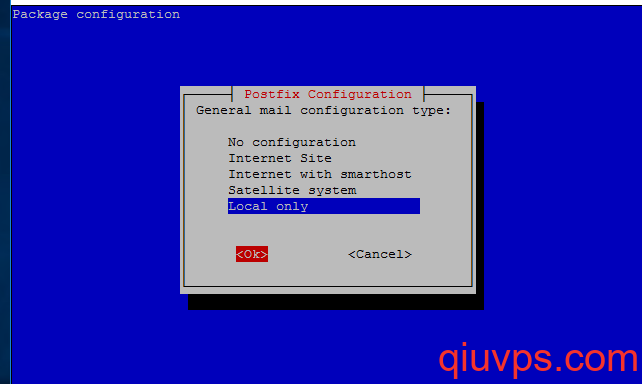 Package configuration
Postfix Configuration
General mail configuration type:
No configuration
Internet Site
Internet with smarthost
Satellite system
Local only
<Ok> <Cancel>
qiuvps.com